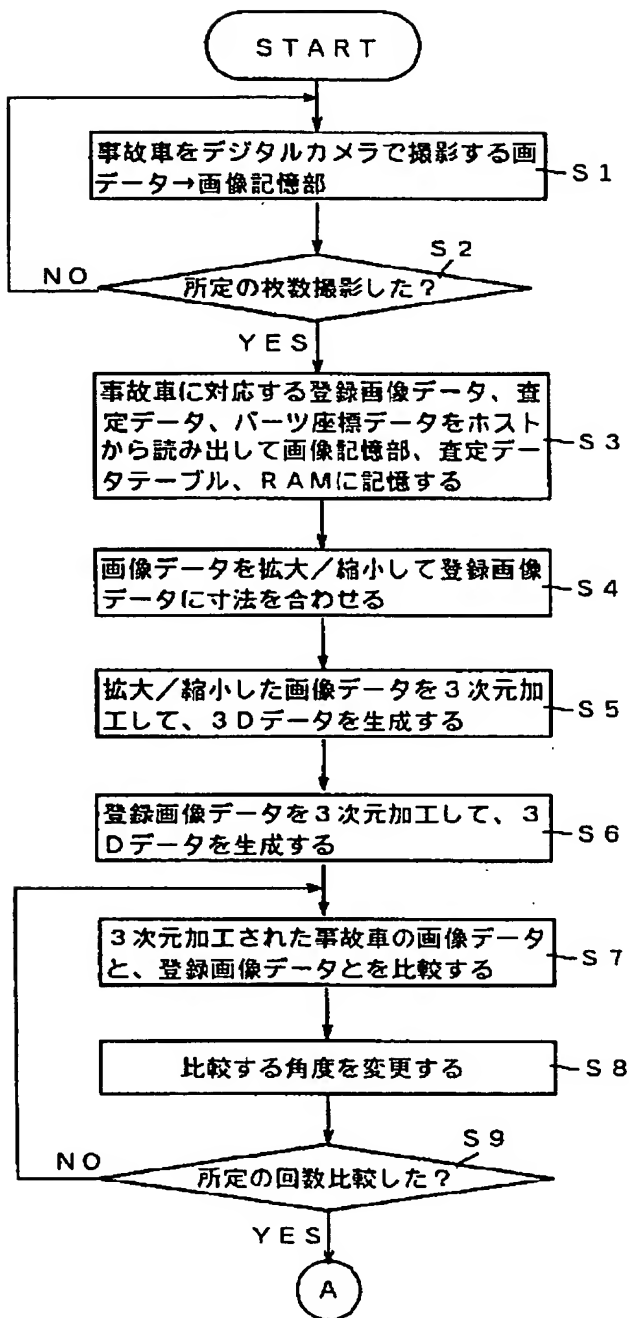 START
事故車をデジタルカメラで撮影する画
データ→画像記憶部
S1
S2
NO
所定の枚数撮影した？
YES
事故車に対応する登録画像データ、査
定データ、パーツ座標データをホスト
から読み出して画像記憶部、査定デー
タテーブル、RAMに記憶する
S3
画像データを拡大／縮小して登録画像
データに寸法を合わせる
S4
拡大／縮小した画像データを3次元加
工して、3Dデータを生成する
S5
登録画像データを3次元加工して、3
Dデータを生成する
S6
3次元加工された事故車の画像データ
と、登録画像データとを比較する
S7
比較する角度を変更する
S8
S9
NO
所定の回数比較した？
YES
A